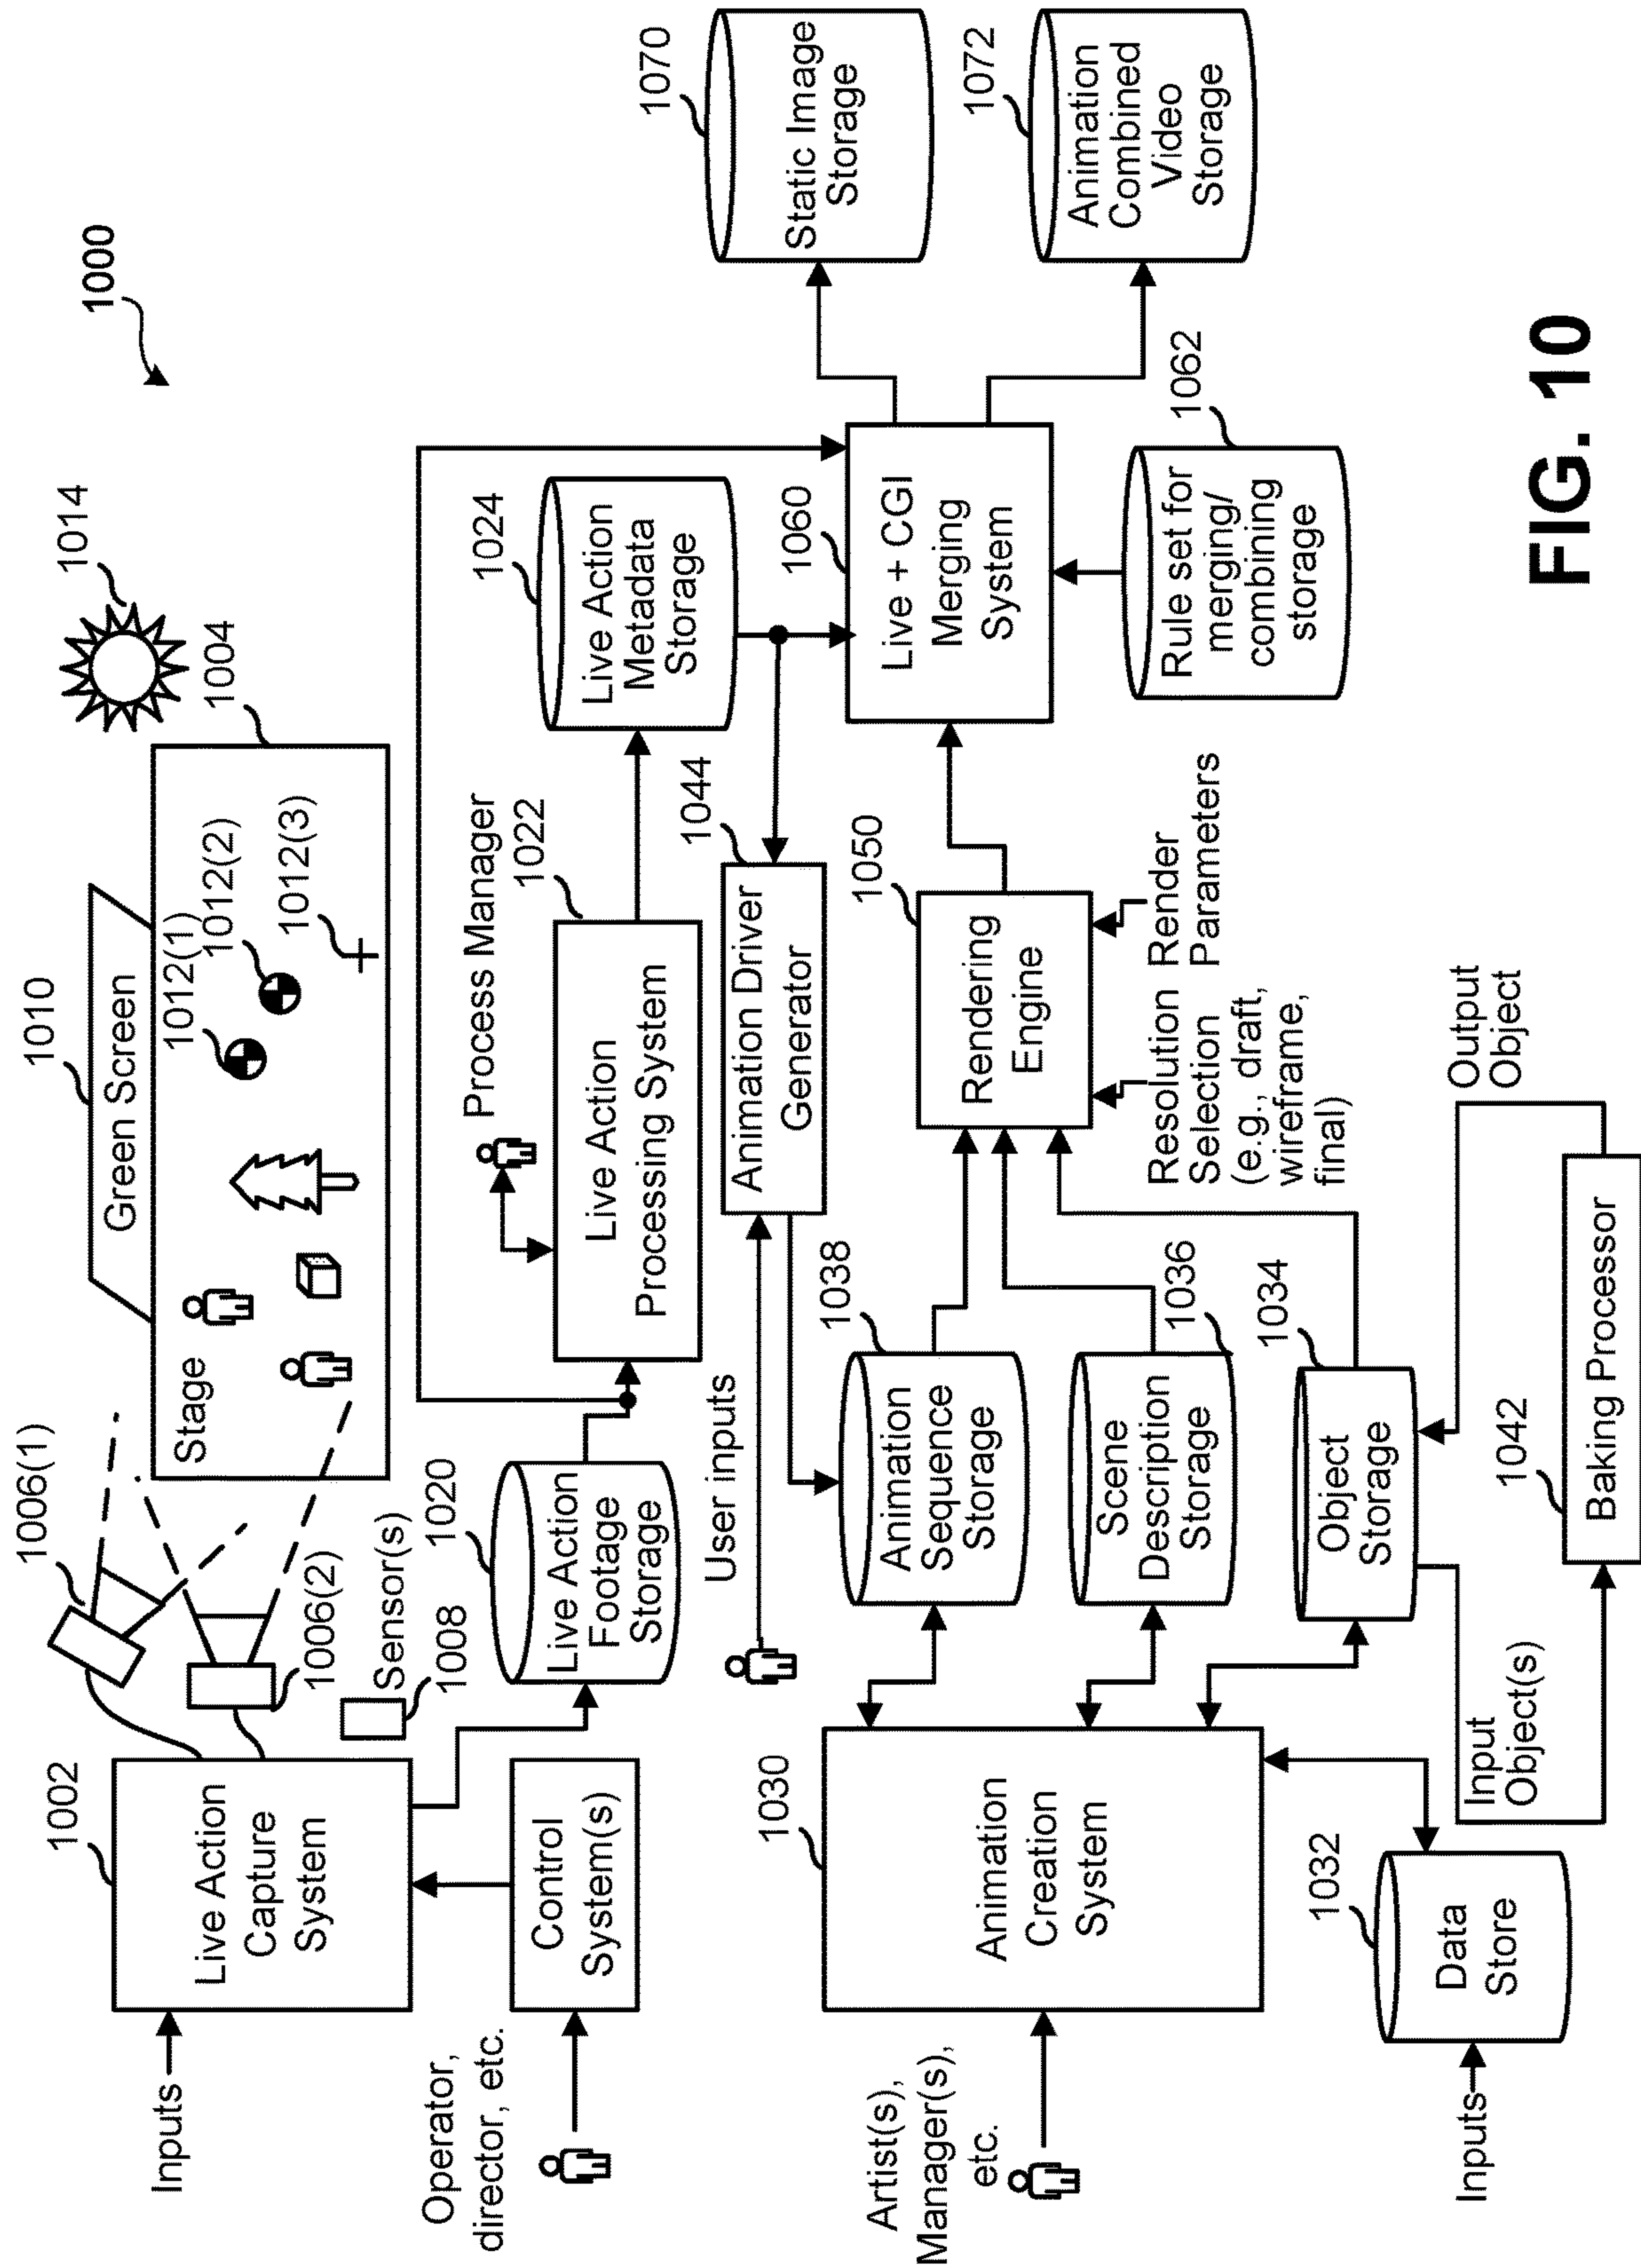 1000
1010
Green Screen
1014
1004
Stage
1012(1)
1012(2)
1012(3)
1006(1)
1006(2)
Sensor(s)
1008
1002
Live Action
Capture
System
Inputs
Control
System(s)
Operator,
director, etc.
1020
Live Action
Footage
Storage
Process Manager
1022
Live Action
Processing System
1024
Live Action
Metadata
Storage
User inputs
1044
Animation Driver
Generator
1030
Animation
Creation
System
Artist(s),
Manager(s),
etc.
1032
Data
Store
Inputs
1038
Animation
Sequence
Storage
1036
Scene
Description
Storage
1034
Object
Storage
Input
Object(s)
1042
Baking Processor
Output
Object
1050
Rendering
Engine
Resolution
Selection
(e.g., draft,
wireframe,
final)
Render
Parameters
1060
Live + CGI
Merging
System
1062
Rule set for
merging/
combining
storage
1070
Static Image
Storage
1072
Animation
Combined
Video
Storage
FIG. 10